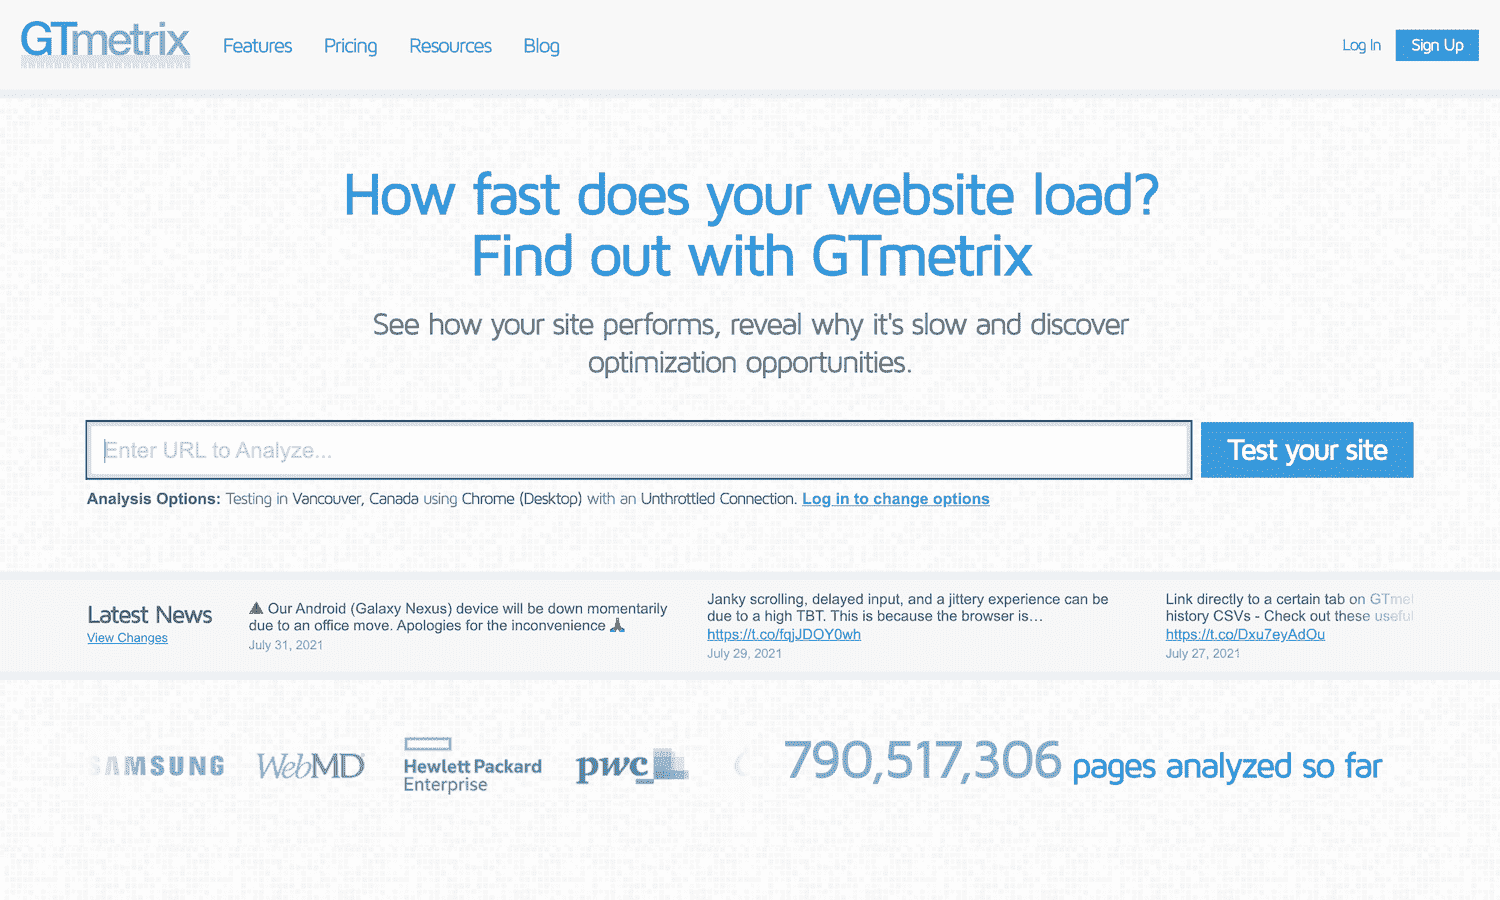 GTmetrix
Features
Pricing
Resources
Blog
Log In
Sign Up
How fast does your website load?
Find out with GTmetrix
See how your site performs, reveal why it's slow and discover
optimization opportunities.
Enter URL to Analyze...
Test your site
Analysis Options: Testing in Vancouver, Canada using Chrome (Desktop) with an Unthrottled Connection. Log in to change options
Latest News
View Changes
Our Android (Galaxy Nexus) device will be down momentarily
due to an office move. Apologies for the inconvenience
July 31, 2021
Janky scrolling, delayed input, and a jittery experience can be
due to a high TBT. This is because the browser is…
https://t.co/fqjJDOY0wh
July 29, 2021
Link directly to a certain tab on GTmet
history CSVs - Check out these useful
https://t.co/Dxu7eyAdOu
July 27, 2021
SAMSUNG
WebMD
Hewlett Packard
Enterprise
pwc
790,517,306 pages analyzed so far